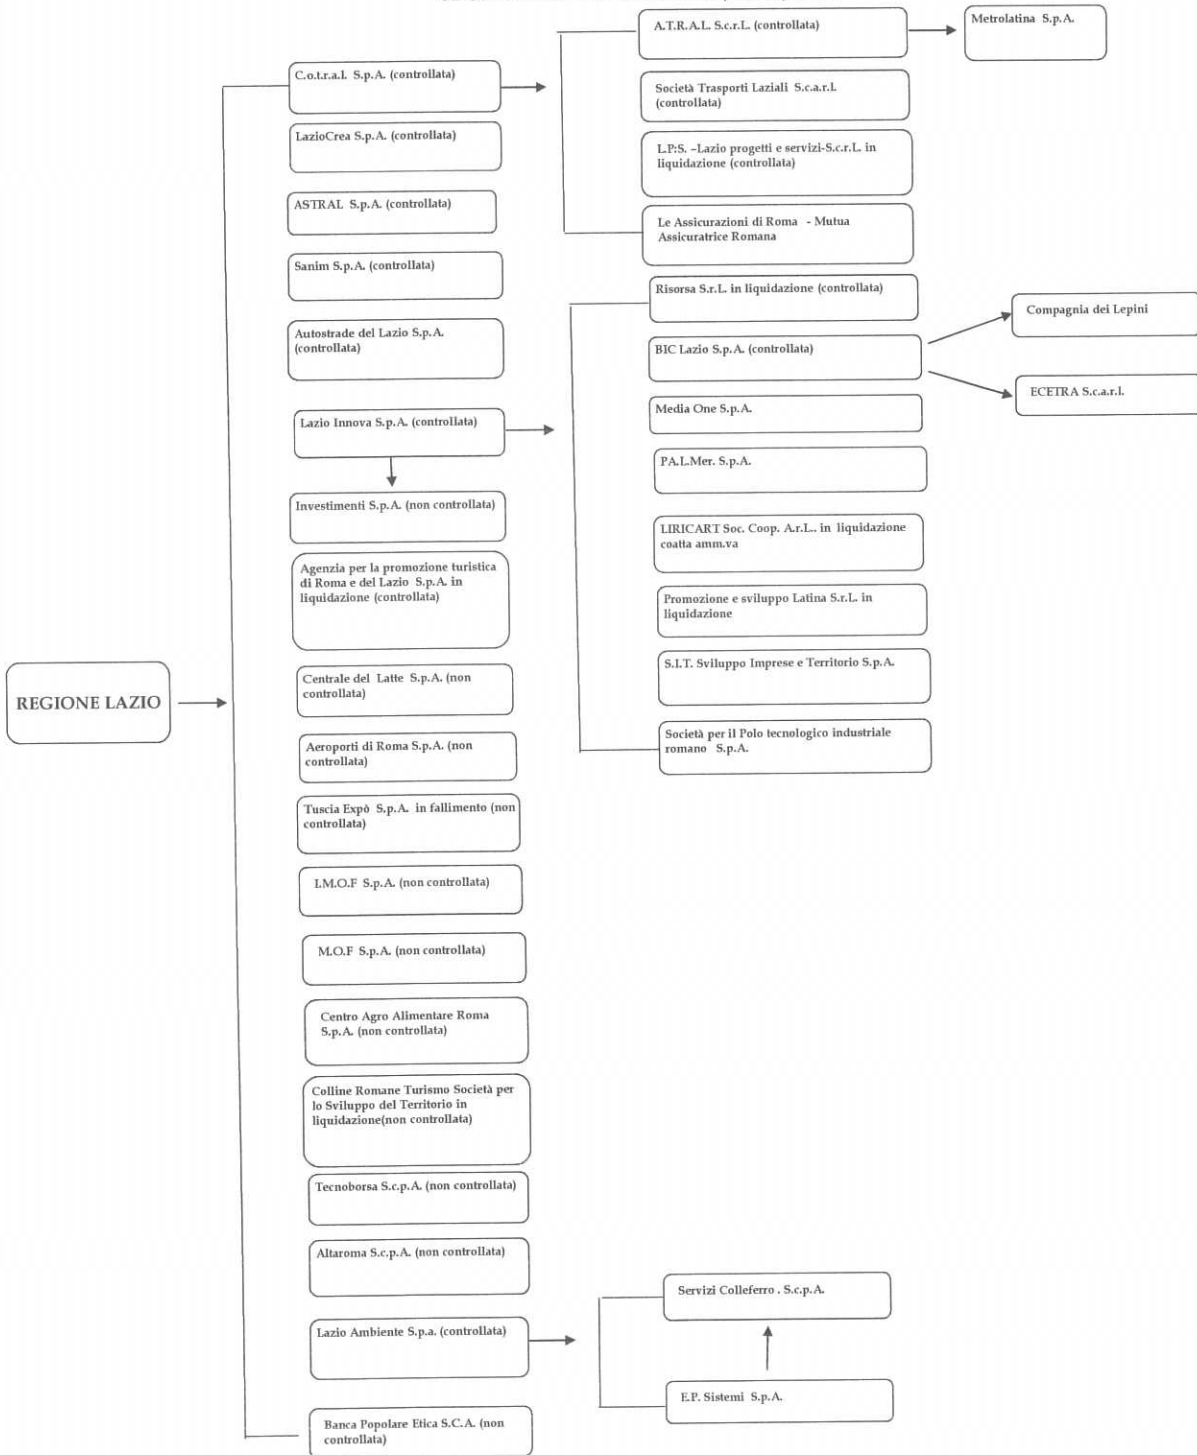 REGIONE LAZIO
C.o.t.r.a.l. S.p.A. (controllata)
LazioCrea S.p.A. (controllata)
ASTRAL S.p.A. (controllata)
Sanim S.p.A. (controllata)
Autostrade del Lazio S.p.A.
(controllata)
Lazio Innova S.p.A. (controllata)
Investimenti S.p.A. (non controllata)
Agenzia per la promozione turistica
di Roma e del Lazio S.p.A. in
liquidazione (controllata)
Centrale del Latte S.p.A. (non
controllata)
Aeroporti di Roma S.p.A. (non
controllata)
Tuscia Expò S.p.A. in fallimento (non
controllata)
I.M.O.F S.p.A. (non controllata)
M.O.F S.p.A. (non controllata)
Centro Agro Alimentare Roma
S.p.A. (non controllata)
Colline Romane Turismo Società per
lo Sviluppo del Territorio in
liquidazione(non controllata)
Tecnoborsa S.c.p.A. (non controllata)
Altaroma S.c.p.A. (non controllata)
Lazio Ambiente S.p.a. (controllata)
Banca Popolare Etica S.C.A. (non
controllata)
A.T.R.A.L. S.c.r.L. (controllata)
Società Trasporti Laziali S.c.a.r.l.
(controllata)
L.P:S. –Lazio progetti e servizi-S.c.r.L. in
liquidazione (controllata)
Le Assicurazioni di Roma - Mutua
Assicuratrice Romana
Risorsa S.r.L. in liquidazione (controllata)
BIC Lazio S.p.A. (controllata)
Media One S.p.A.
PA.L.Mer. S.p.A.
LIRICART Soc. Coop. A.r.L.. in liquidazione
coatta amm.va
Promozione e sviluppo Latina S.r.L. in
liquidazione
S.I.T. Sviluppo Imprese e Territorio S.p.A.
Società per il Polo tecnologico industriale
romano S.p.A.
Servizi Colleferro . S.c.p.A.
E.P. Sistemi S.p.A.
Metrolatina S.p.A.
Compagnia dei Lepini
ECETRA S.c.a.r.l.